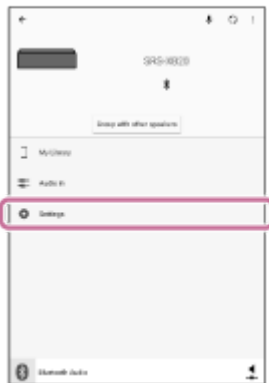 SRS-XB20
Group with other speakers
My Library
Audio in
Settings
Bluetooth Audio